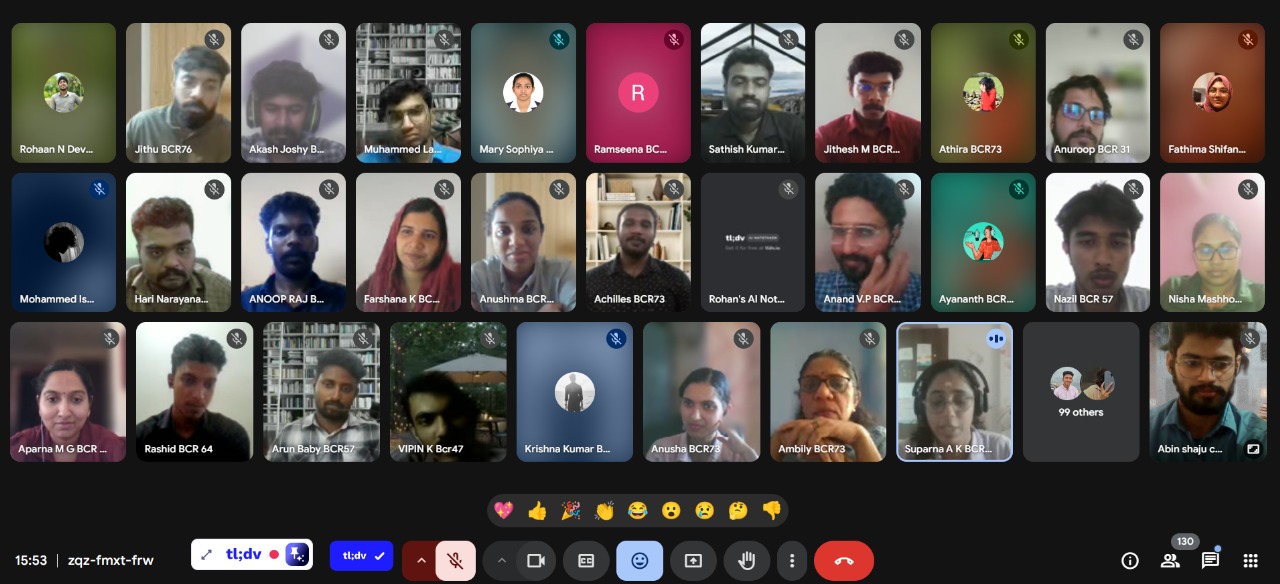 Rohaan N Dev...
Jithu BCR76
Akash Joshy B...
Muhammed La...
Mary Sophiya ...
R
Ramseena BC...
Sathish Kumar...
Jithesh M BCR...
Athira BCR73
Anuroop BCR 31
Fathima Shifan...
Mohammed Is...
Hari Narayana...
ANOOP RAJ B...
Farshana K BC...
Anushma BCR...
Achilles BCR73
tl;dv
Rohan's AI Not...
Anand V.P BCR...
Ayananth BCR...
Nazil BCR 57
Nisha Mashho...
Aparna M G BCR ...
Rashid BCR 64
Arun Baby BCR57
VIPIN K Bcr47
Krishna Kumar B...
Anusha BCR73
Ambily BCR73
Suparna A K BCR...
99 others
Abin shaju c...
15:53 | zqz-fmxt-frw
tl;dv
tl;dv
CC
130